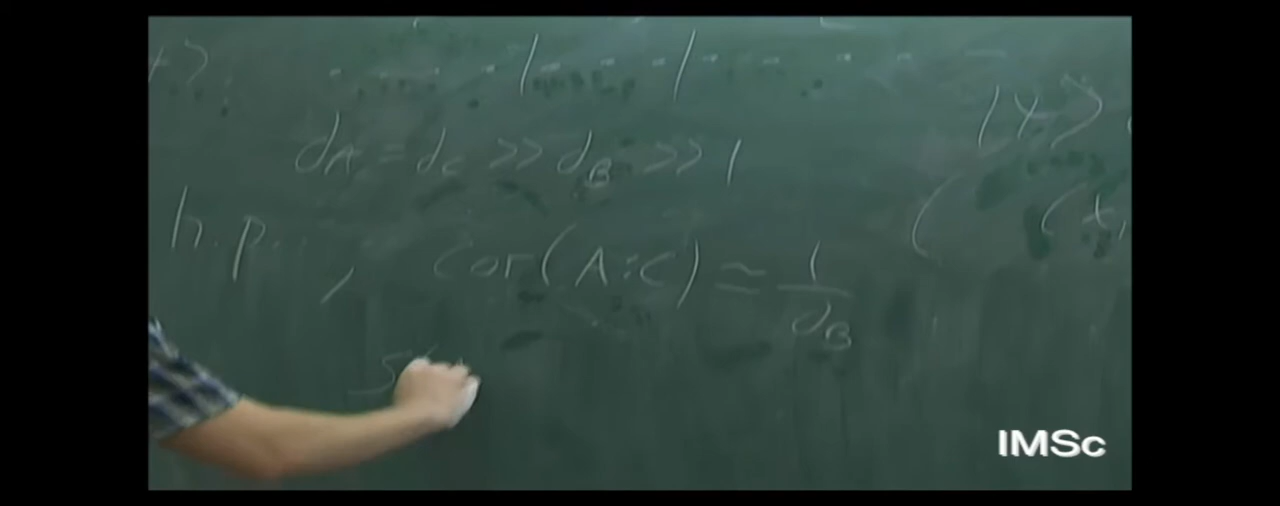 d_A = d_C >> d_B >> 1
|ψ>
h.p., Cor(A:C) ≃ 1/d_B
IMSc